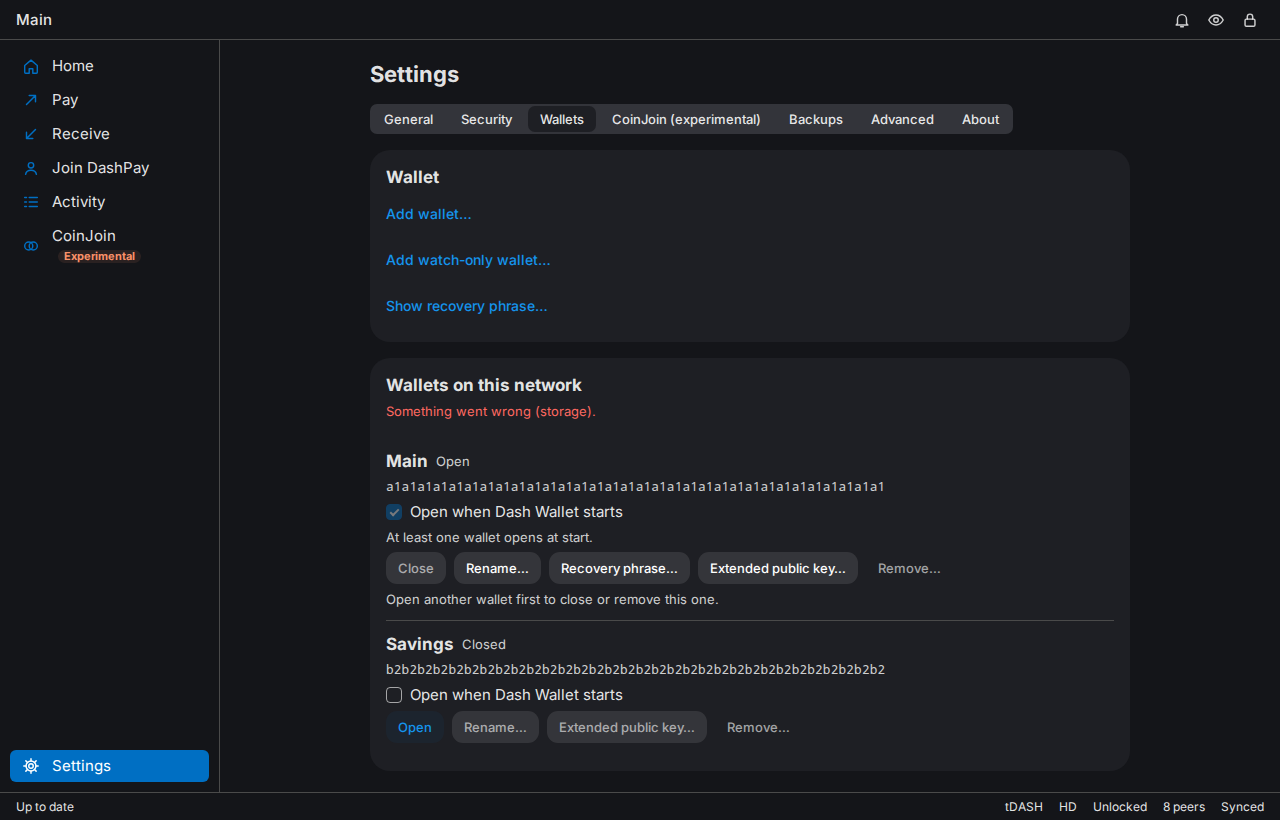 Main
Home
Pay
Receive
Join DashPay
Activity
CoinJoin
Experimental
Settings
Settings
General Security Wallets CoinJoin (experimental) Backups Advanced About
Wallet
Add wallet...
Add watch-only wallet...
Show recovery phrase...
Wallets on this network
Something went wrong (storage).
Main Open
a1a1a1a1a1a1a1a1a1a1a1a1a1a1a1a1a1a1a1a1a1a1a1a1a1a1a1a1a1a1a1a1
Open when Dash Wallet starts
At least one wallet opens at start.
Close Rename... Recovery phrase... Extended public key... Remove...
Open another wallet first to close or remove this one.
Savings Closed
b2b2b2b2b2b2b2b2b2b2b2b2b2b2b2b2b2b2b2b2b2b2b2b2b2b2b2b2b2b2b2b2
Open when Dash Wallet starts
Open Rename... Extended public key... Remove...
Up to date tDASH HD Unlocked 8 peers Synced